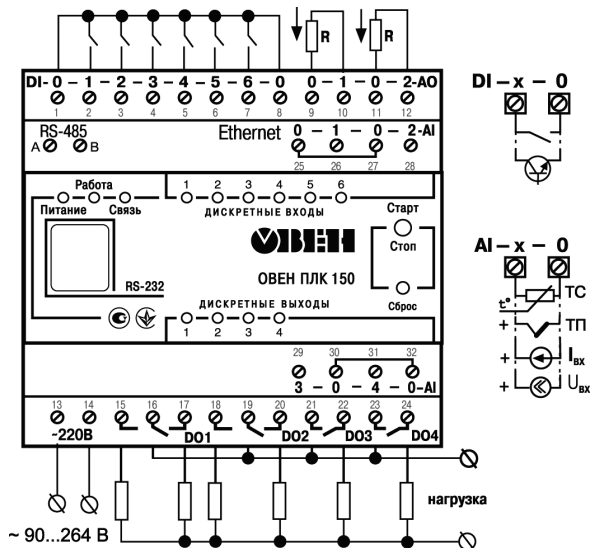 R R
DI- 0 - 1 - 2 - 3 - 4 - 5 - 6 - 0 0 - 1 - 0 - 2 -AO
1 2 3 4 5 6 7 8 9 10 11 12
RS-485 Ethernet 0 - 1 - 0 - 2 -AI
A B
25 26 27 28
Работа
Питание Связь
1 2 3 4 5 6
ДИСКРЕТНЫЕ ВХОДЫ
Старт
Стоп
ОВЕН
ОВЕН ПЛК 150
RS-232
Сброс
ДИСКРЕТНЫЕ ВЫХОДЫ
1 2 3 4
29 30 31 32
3 - 0 - 4 - 0 -AI
13 14 15 16 17 18 19 20 21 22 23 24
~220В DO1 DO2 DO3 DO4
нагрузка
~ 90...264 В
DI – x – 0
AI – x – 0
t° ТС
+ ТП
+ Iвх
+ Uвх